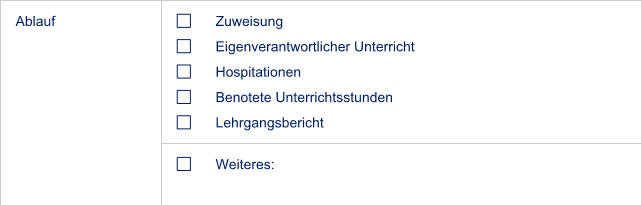 Ablauf
☐ Zuweisung
☐ Eigenverantwortlicher Unterricht
☐ Hospitationen
☐ Benotete Unterrichtsstunden
☐ Lehrgangsbericht
☐ Weiteres: